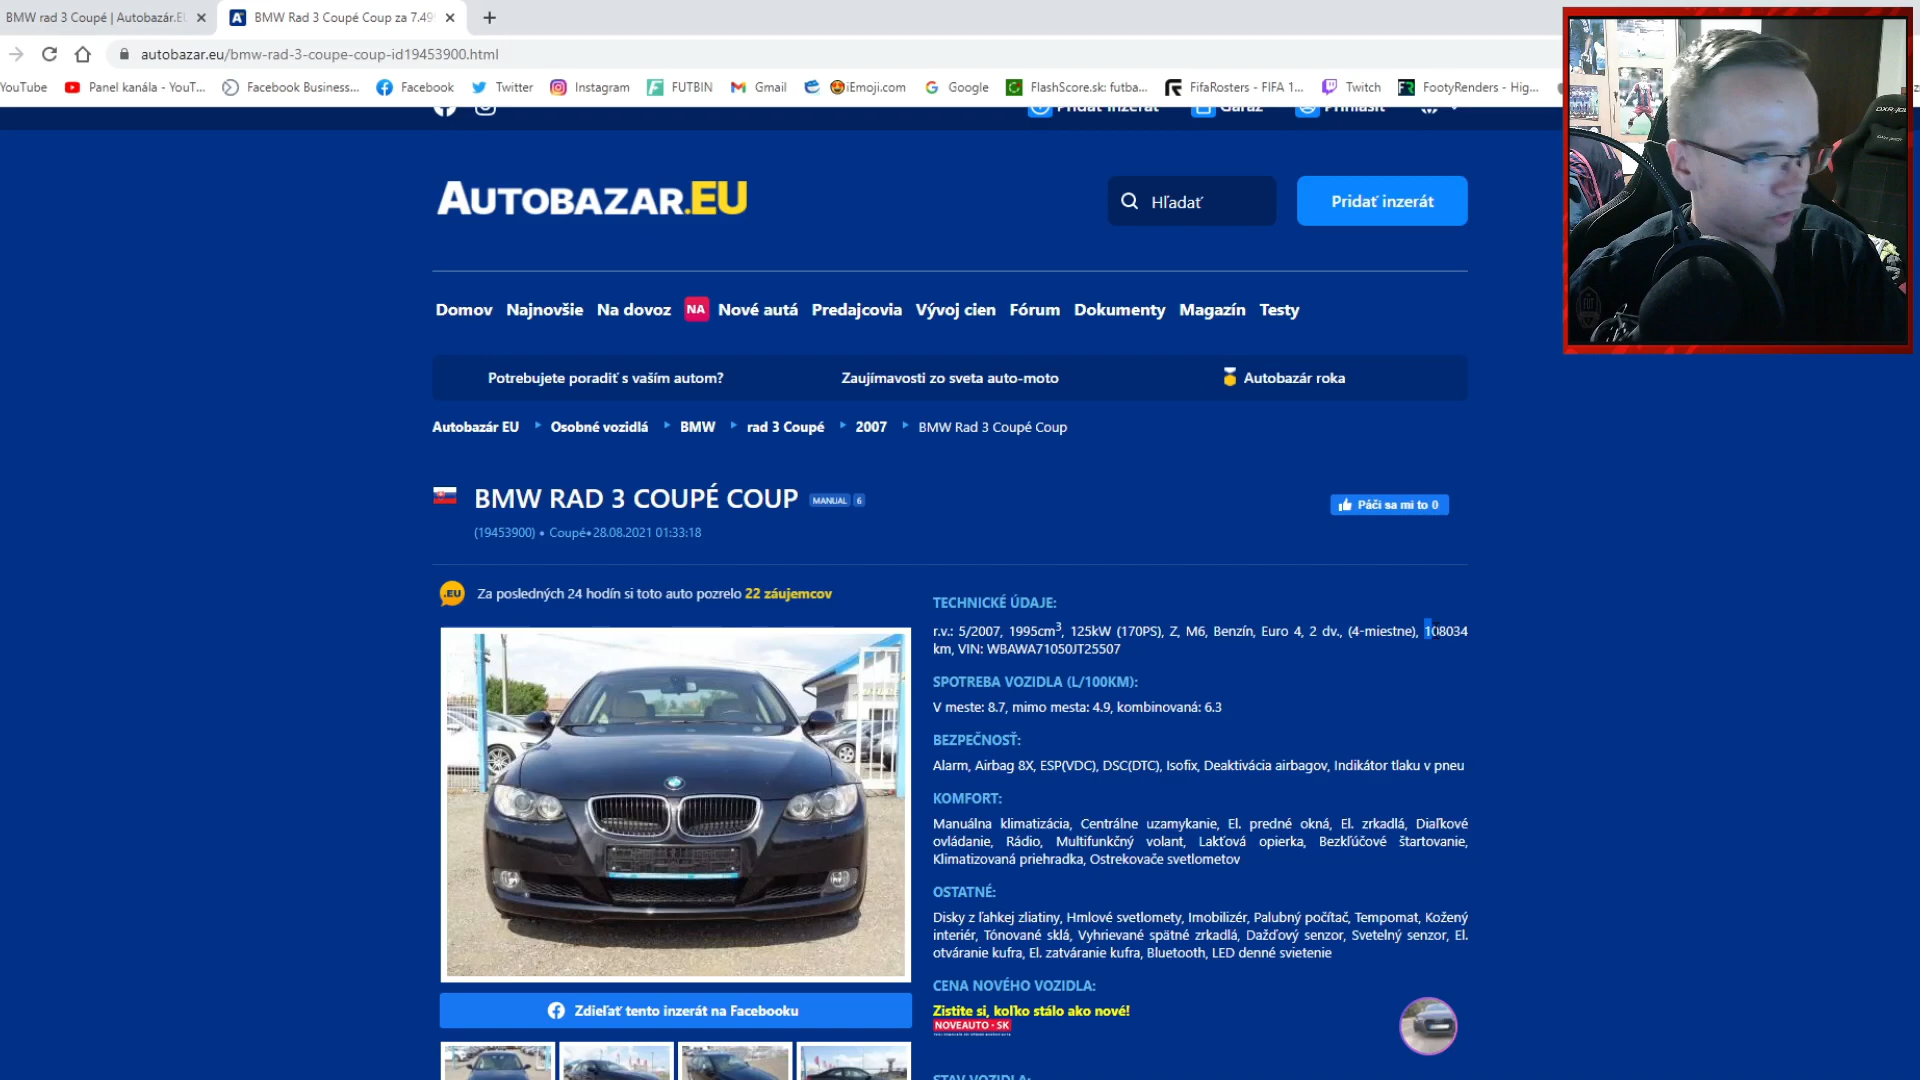 BMW rad 3 Coupé | Autobazár.EU
BMW Rad 3 Coupé Coup za 7.49
autobazar.eu/bmw-rad-3-coupe-coup-id19453900.html
YouTube
Panel kanála - YouT...
Facebook Business...
Facebook
Twitter
Instagram
FUTBIN
Gmail
iEmoji.com
Google
FlashScore.sk: futba...
FifaRosters - FIFA 1...
Twitch
FootyRenders - Hig...
Pridať inzerát
Garáž
Prihlásiť
AUTOBAZAR.EU
Hľadať
Pridať inzerát
Domov Najnovšie Na dovoz NA Nové autá Predajcovia Vývoj cien Fórum Dokumenty Magazín Testy
Potrebujete poradiť s vaším autom?
Zaujímavosti zo sveta auto-moto
Autobazár roka
Autobazár EU Osobné vozidlá BMW rad 3 Coupé 2007 BMW Rad 3 Coupé Coup
BMW RAD 3 COUPÉ COUP MANUAL 6
Páči sa mi to 0
(19453900) • Coupé•28.08.2021 01:33:18
.EU Za posledných 24 hodín si toto auto pozrelo 22 záujemcov
Zdieľať tento inzerát na Facebooku
TECHNICKÉ ÚDAJE:
r.v.: 5/2007, 1995cm3, 125kW (170PS), Z, M6, Benzín, Euro 4, 2 dv., (4-miestne), 108034
km, VIN: WBAWA71050JT25507
SPOTREBA VOZIDLA (L/100KM):
V meste: 8.7, mimo mesta: 4.9, kombinovaná: 6.3
BEZPEČNOSŤ:
Alarm, Airbag 8X, ESP(VDC), DSC(DTC), Isofix, Deaktivácia airbagov, Indikátor tlaku v pneu
KOMFORT:
Manuálna klimatizácia, Centrálne uzamykanie, El. predné okná, El. zrkadlá, Diaľkové
ovládanie, Rádio, Multifunkčný volant, Lakťová opierka, Bezkľúčové štartovanie,
Klimatizovaná priehradka, Ostrekovače svetlometov
OSTATNÉ:
Disky z ľahkej zliatiny, Hmlové svetlomety, Imobilizér, Palubný počítač, Tempomat, Kožený
interiér, Tónované sklá, Vyhrievané spätné zrkadlá, Dažďový senzor, Svetelný senzor, El.
otváranie kufra, El. zatváranie kufra, Bluetooth, LED denné svietenie
CENA NOVÉHO VOZIDLA:
Zistite si, koľko stálo ako nové!
NOVEAUTO - SK
STAV VOZIDLA: